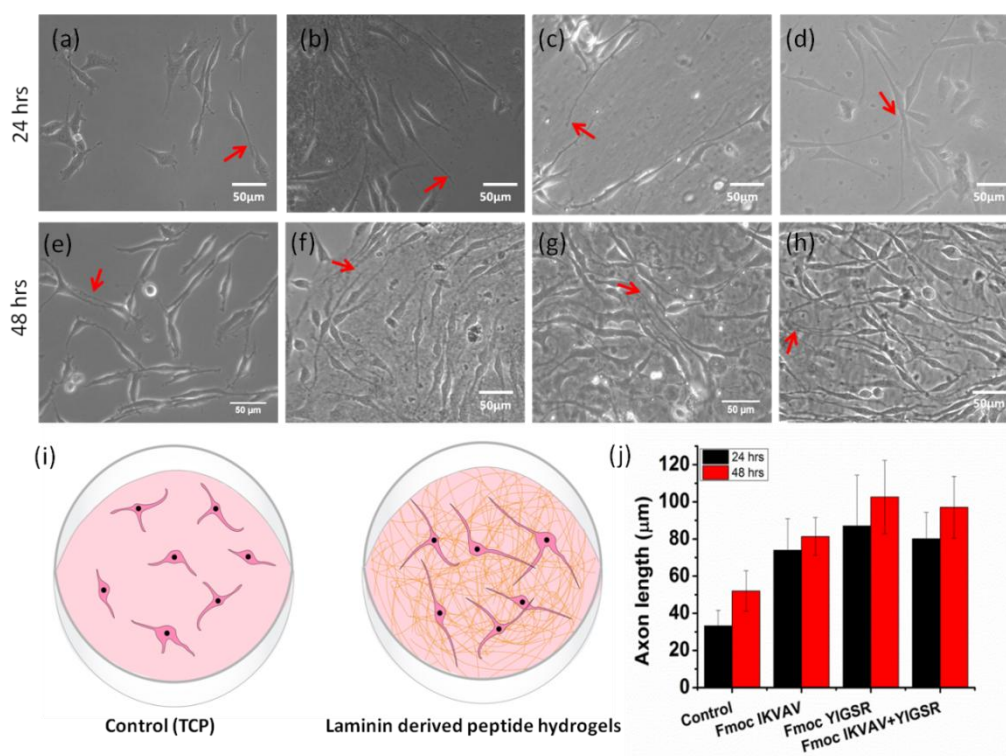 (a)
(b)
(c)
(d)
24 hrs
50μm
50μm
50μm
50μm
(e)
(f)
(g)
(h)
48 hrs
50 μm
50μm
50 μm
50μm
(i)
Control (TCP)
Laminin derived peptide hydrogels
(j)
24 hrs
48 hrs
Axon length (μm)
120
100
80
60
40
20
0
Control
Fmoc IKVAV
Fmoc YIGSR
Fmoc IKVAV+YIGSR